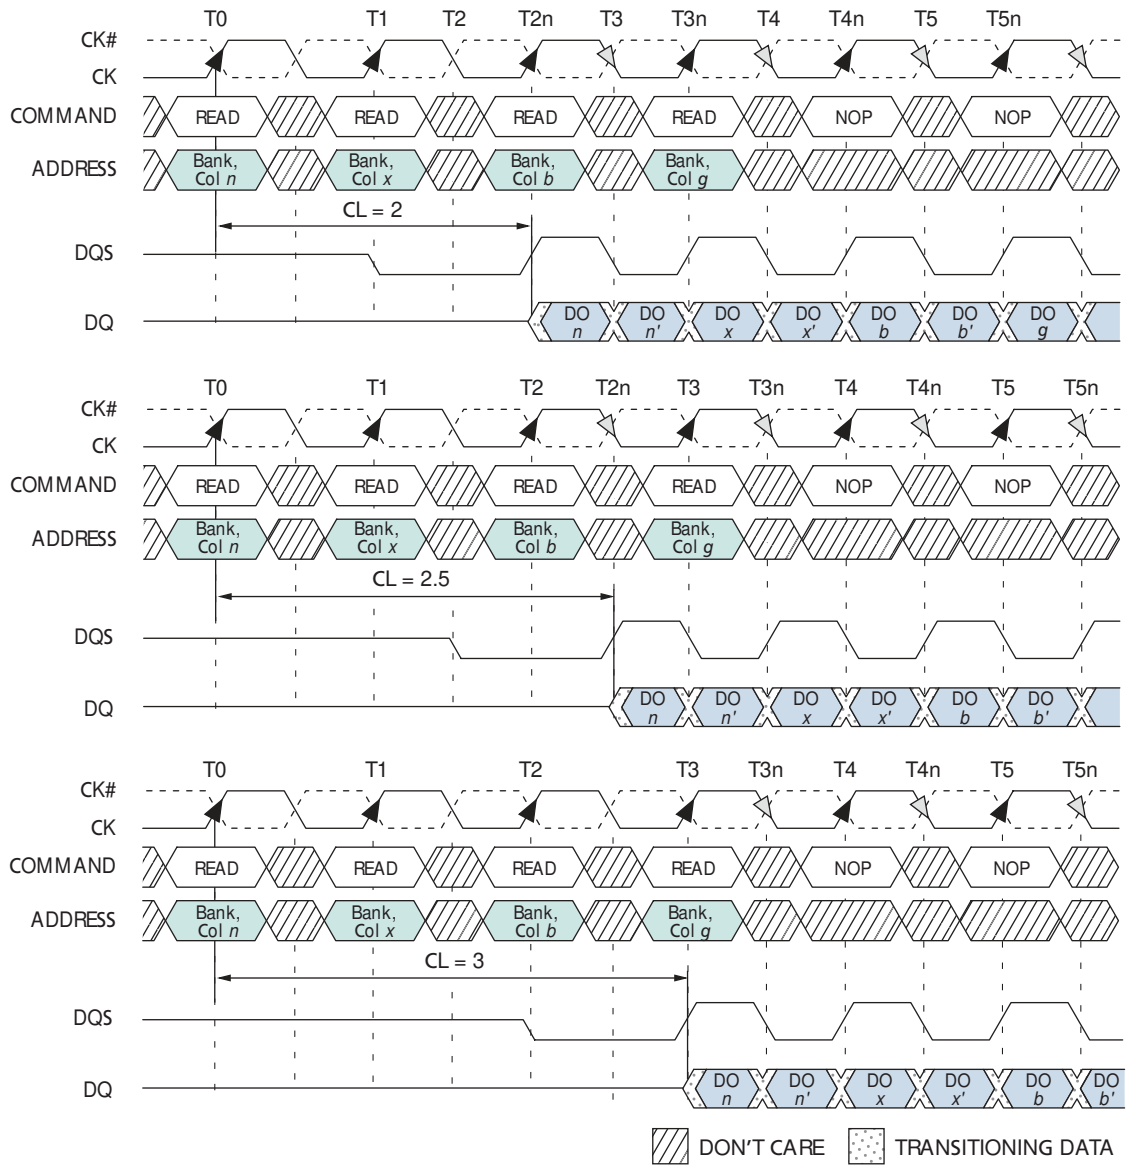 T0 T1 T2 T2n T3 T3n T4 T4n T5 T5n
CK#
CK
COMMAND READ READ READ READ NOP NOP
ADDRESS Bank, Col n Bank, Col x Bank, Col b Bank, Col g
CL = 2
DQS
DQ DO n DO n' DO x DO x' DO b DO b' DO g
T0 T1 T2 T2n T3 T3n T4 T4n T5 T5n
CK#
CK
COMMAND READ READ READ READ NOP NOP
ADDRESS Bank, Col n Bank, Col x Bank, Col b Bank, Col g
CL = 2.5
DQS
DQ DO n DO n' DO x DO x' DO b DO b'
T0 T1 T2 T3 T3n T4 T4n T5 T5n
CK#
CK
COMMAND READ READ READ READ NOP NOP
ADDRESS Bank, Col n Bank, Col x Bank, Col b Bank, Col g
CL = 3
DQS
DQ DO n DO n' DO x DO x' DO b DO b'
DON'T CARE TRANSITIONING DATA